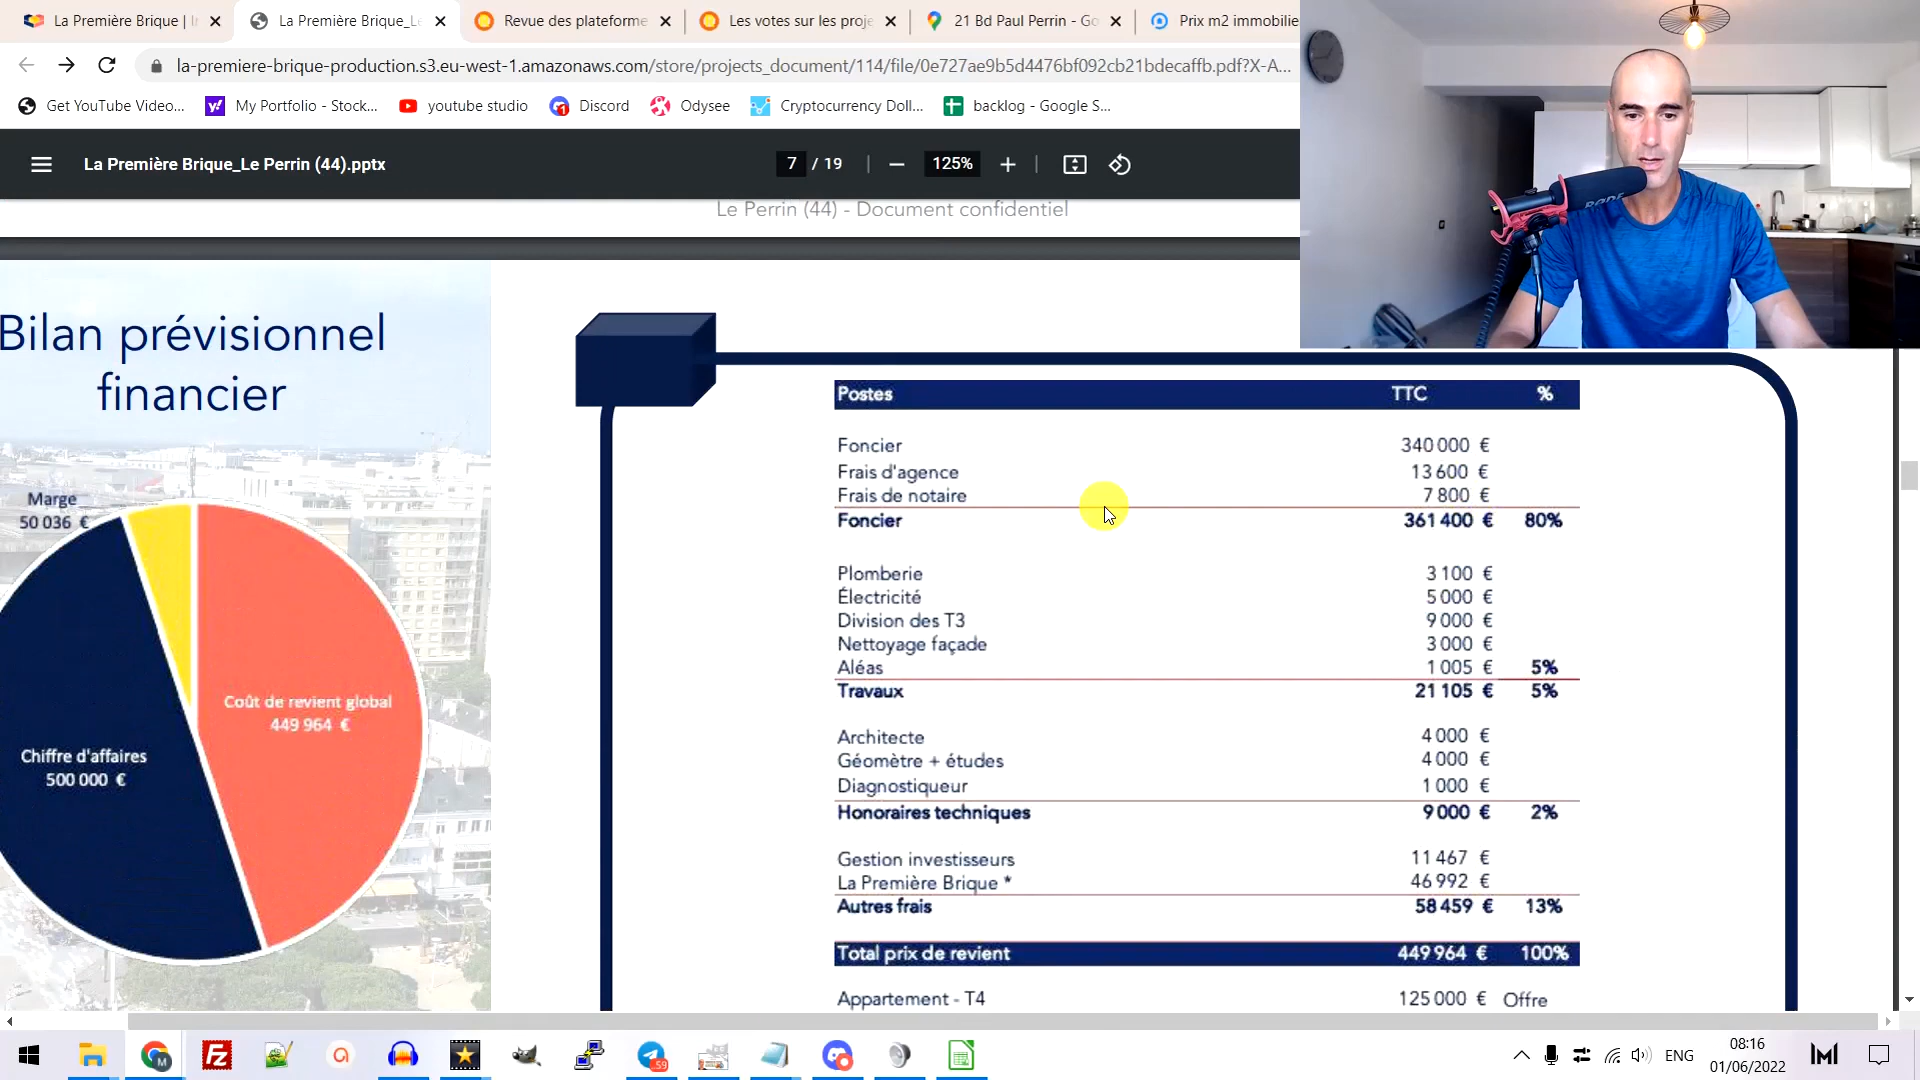 La Première Brique | I
La Première Brique_Le
Revue des plateforme
Les votes sur les proje
21 Bd Paul Perrin - Go
Prix m2 immobilie
la-premiere-brique-production.s3.eu-west-1.amazonaws.com/store/projects_document/114/file/0e727ae9b5d4476bf092cb21bdecaffb.pdf?X-A...
Get YouTube Video...
My Portfolio - Stock...
youtube studio
Discord
Odysee
Cryptocurrency Doll...
backlog - Google S...
La Première Brique_Le Perrin (44).pptx
7 / 19
125%
Le Perrin (44) - Document confidentiel
Bilan prévisionnel
financier
Marge
50 036 €
Coût de revient global
449 964 €
Chiffre d'affaires
500 000 €
Postes TTC %
Foncier 340 000 €
Frais d'agence 13 600 €
Frais de notaire 7 800 €
Foncier 361 400 € 80%
Plomberie 3 100 €
Électricité 5 000 €
Division des T3 9 000 €
Nettoyage façade 3 000 €
Aléas 1 005 € 5%
Travaux 21 105 € 5%
Architecte 4 000 €
Géomètre + études 4 000 €
Diagnostiqueur 1 000 €
Honoraires techniques 9 000 € 2%
Gestion investisseurs 11 467 €
La Première Brique * 46 992 €
Autres frais 58 459 € 13%
Total prix de revient 449 964 € 100%
Appartement - T4 125 000 € Offre
RØDE
59
ENG
08:16
01/06/2022